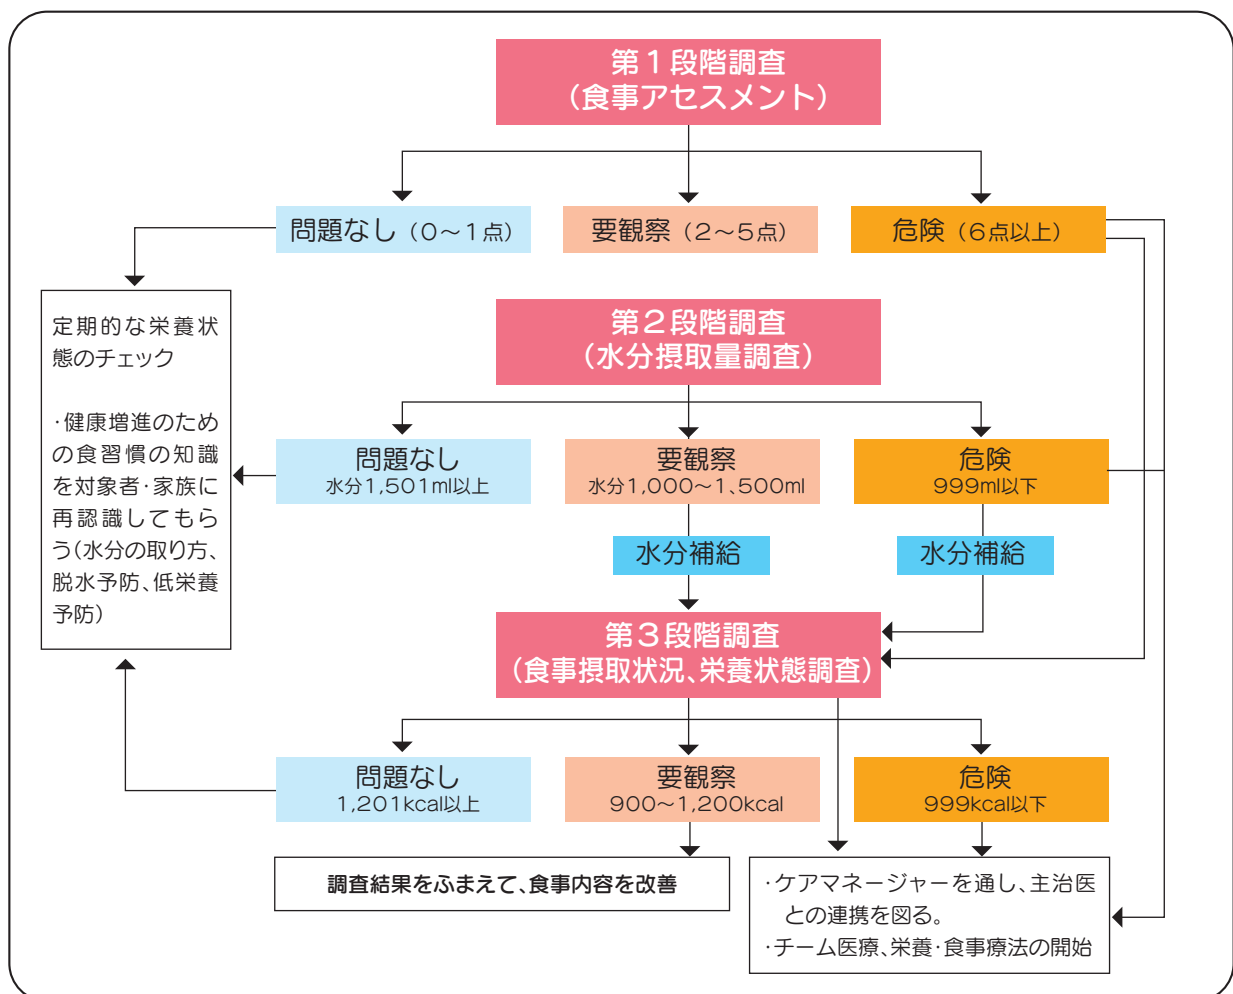 第1段階調査
（食事アセスメント）
問題なし（0〜1点）
要観察（2〜5点）
危険（6点以上）
定期的な栄養状
態のチェック
・健康増進のため
の食習慣の知識
を対象者・家族に
再認識してもら
う（水分の取り方、
脱水予防、低栄養
予防）
第2段階調査
（水分摂取量調査）
問題なし
水分1,501ml以上
要観察
水分1,000〜1,500ml
危険
999ml以下
水分補給
水分補給
第3段階調査
（食事摂取状況、栄養状態調査）
問題なし
1,201kcal以上
要観察
900〜1,200kcal
危険
999kcal以下
調査結果をふまえて、食事内容を改善
・ケアマネージャーを通し、主治医
との連携を図る。
・チーム医療、栄養・食事療法の開始